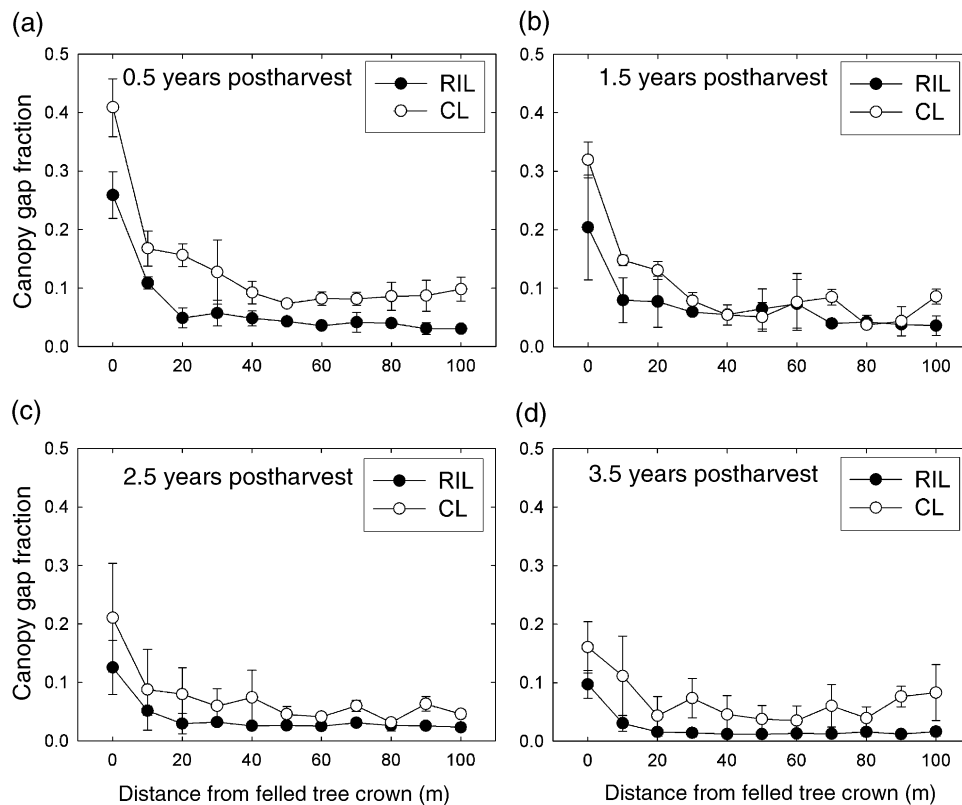 (a)
0.5 years postharvest
RIL
CL
Canopy gap fraction
0.5
0.4
0.3
0.2
0.1
0.0
0 20 40 60 80 100
(b)
1.5 years postharvest
RIL
CL
0.5
0.4
0.3
0.2
0.1
0.0
0 20 40 60 80 100
(c)
2.5 years postharvest
RIL
CL
Canopy gap fraction
0.5
0.4
0.3
0.2
0.1
0.0
0 20 40 60 80 100
Distance from felled tree crown (m)
(d)
3.5 years postharvest
RIL
CL
0.5
0.4
0.3
0.2
0.1
0.0
0 20 40 60 80 100
Distance from felled tree crown (m)